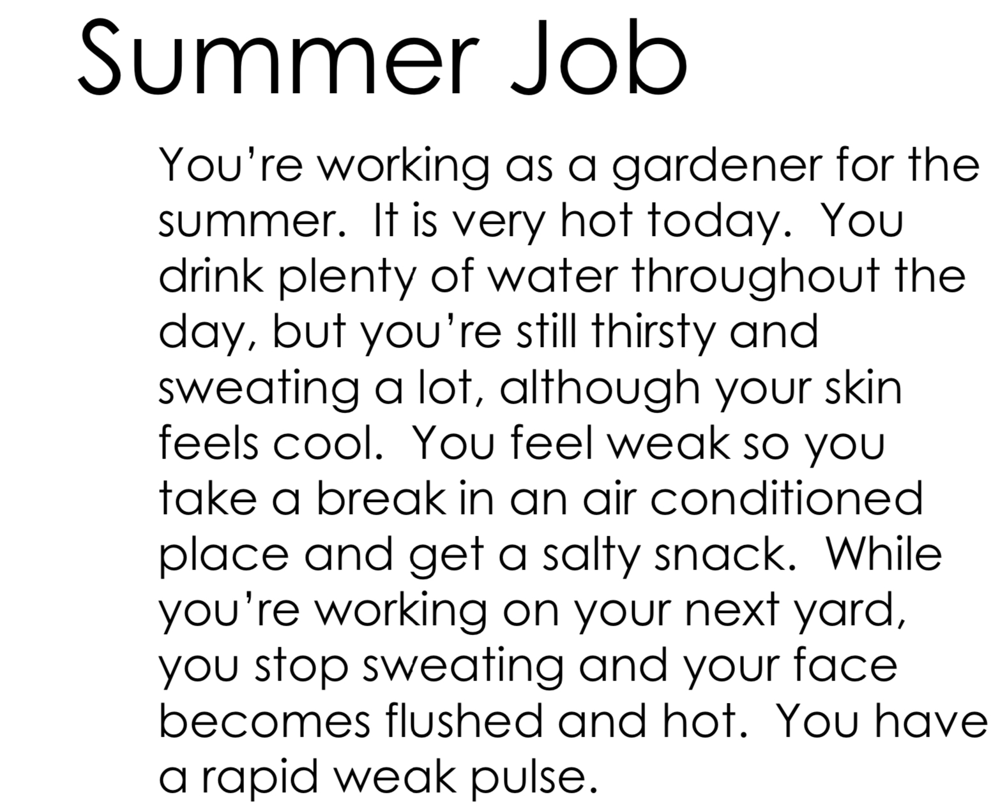 Summer Job
You’re working as a gardener for the
summer.  It is very hot today.  You
drink plenty of water throughout the
day, but you’re still thirsty and
sweating a lot, although your skin
feels cool.  You feel weak so you
take a break in an air conditioned
place and get a salty snack.  While
you’re working on your next yard,
you stop sweating and your face
becomes flushed and hot.  You have
a rapid weak pulse.